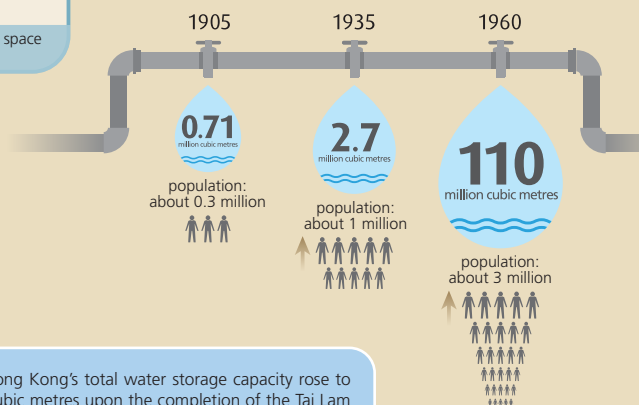 space
1905
1935
1960
0.71
million cubic metres
population:
about 0.3 million
2.7
million cubic metres
population:
about 1 million
110
million cubic metres
population:
about 3 million
ong Kong's total water storage capacity rose to
ubic metres upon the completion of the Tai Lam